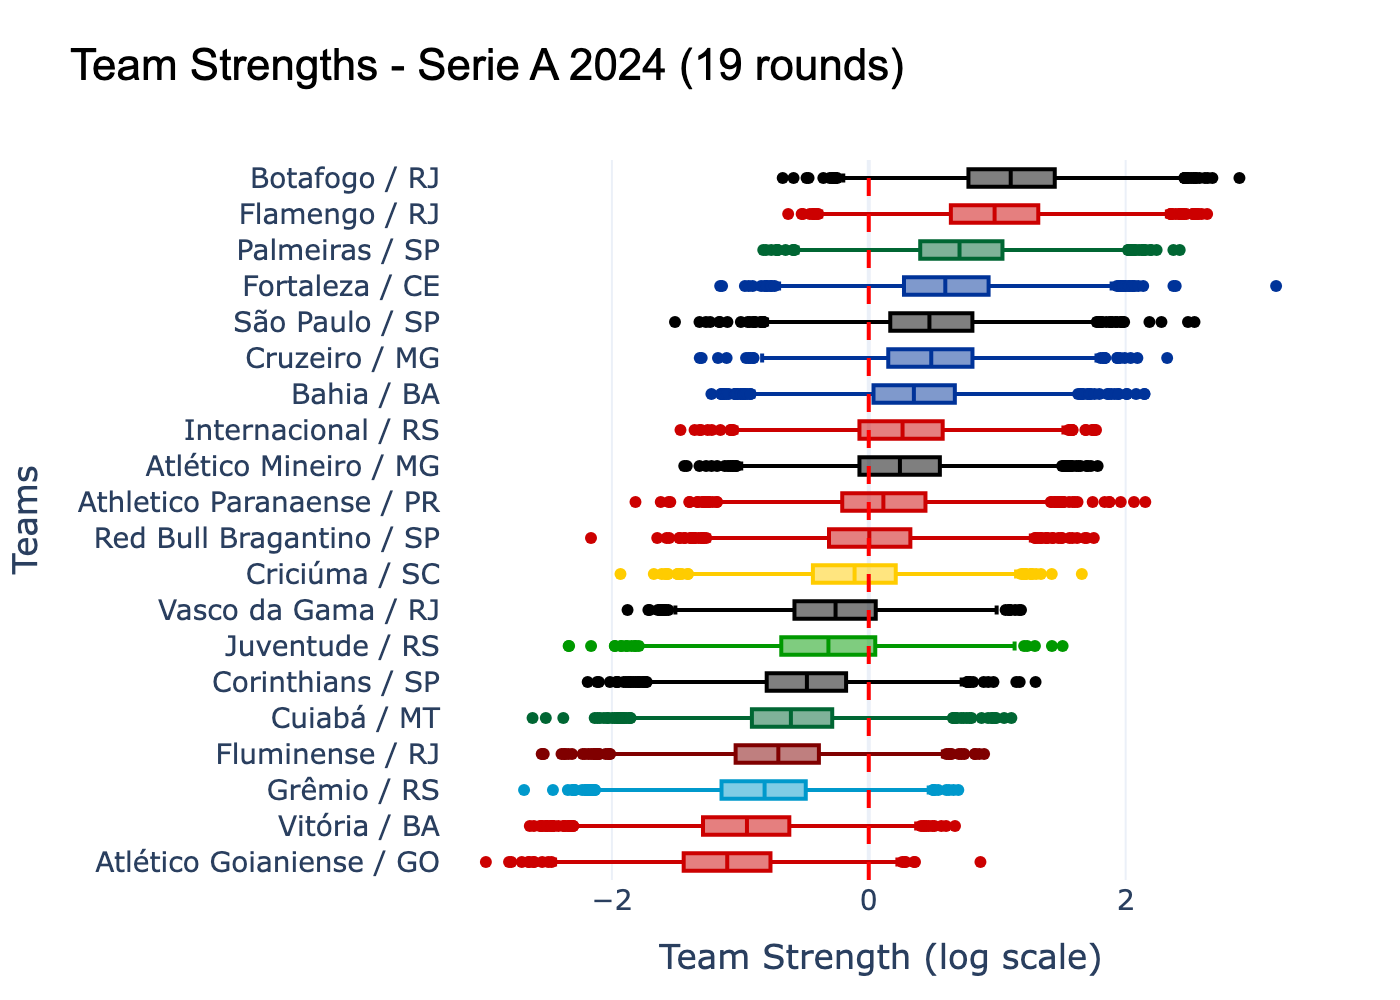 Team Strengths - Serie A 2024 (19 rounds)
Teams
Botafogo / RJ
Flamengo / RJ
Palmeiras / SP
Fortaleza / CE
São Paulo / SP
Cruzeiro / MG
Bahia / BA
Internacional / RS
Atlético Mineiro / MG
Athletico Paranaense / PR
Red Bull Bragantino / SP
Criciúma / SC
Vasco da Gama / RJ
Juventude / RS
Corinthians / SP
Cuiabá / MT
Fluminense / RJ
Grêmio / RS
Vitória / BA
Atlético Goianiense / GO
−2 0 2
Team Strength (log scale)